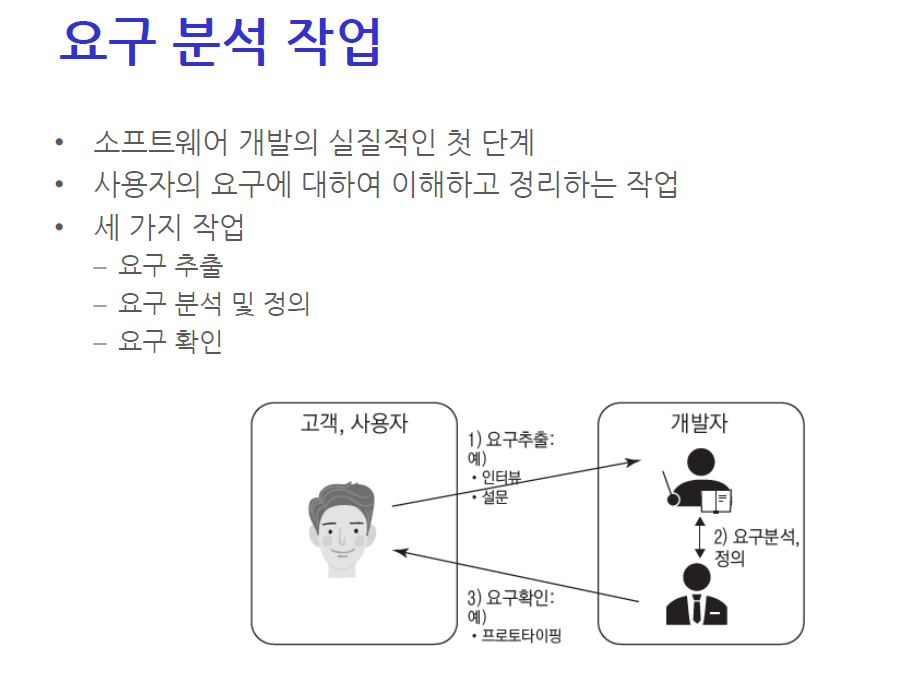 요구 분석 작업
• 소프트웨어 개발의 실질적인 첫 단계
• 사용자의 요구에 대하여 이해하고 정리하는 작업
• 세 가지 작업
– 요구 추출
– 요구 분석 및 정의
– 요구 확인
고객, 사용자
1) 요구추출:
예)
• 인터뷰
• 설문
개발자
2) 요구분석,
정의
3) 요구확인:
예)
• 프로토타이핑